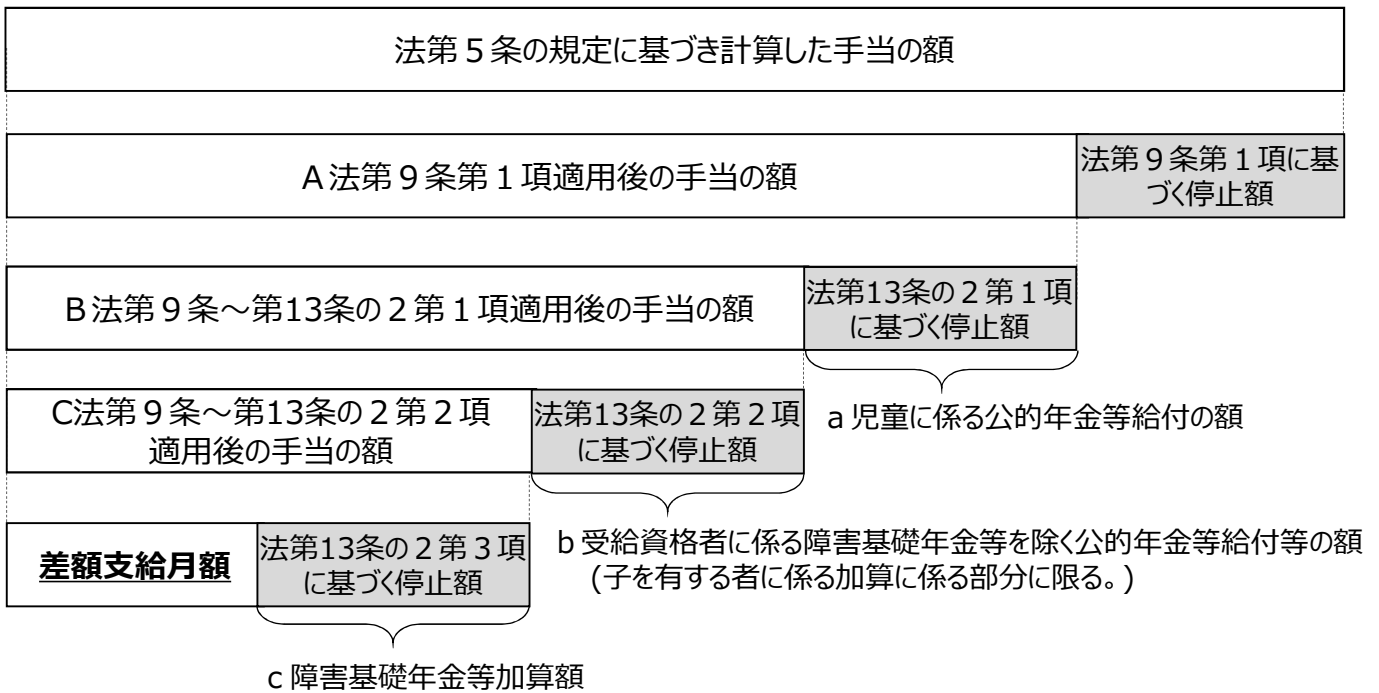 法第５条の規定に基づき計算した手当の額
A法第９条第１項適用後の手当の額
法第９条第１項に基
づく停止額
B法第９条～第13条の２第１項適用後の手当の額
法第13条の２第１項
に基づく停止額
a 児童に係る公的年金等給付の額
C法第９条～第13条の２第２項
適用後の手当の額
法第13条の２第２項
に基づく停止額
b 受給資格者に係る障害基礎年金等を除く公的年金等給付等の額
(子を有する者に係る加算に係る部分に限る。)
差額支給月額
法第13条の２第３項
に基づく停止額
c 障害基礎年金等加算額